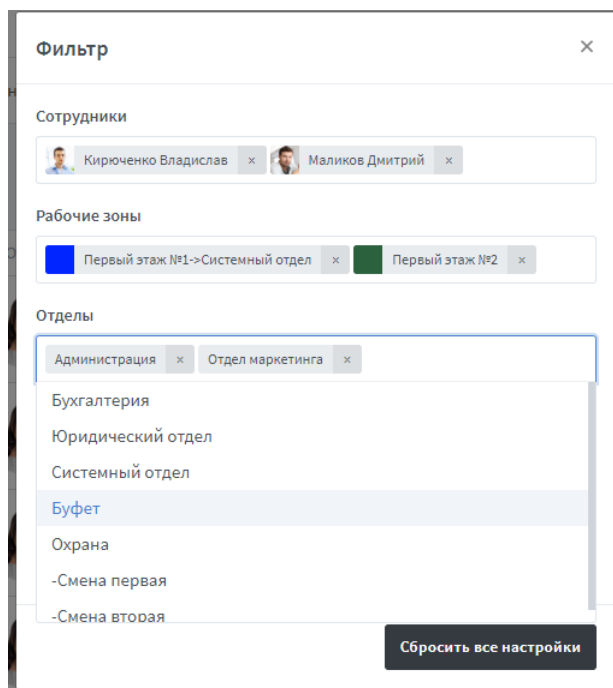 Фильтр ×
Сотрудники
Кирюченко Владислав × Маликов Дмитрий ×
Рабочие зоны
Первый этаж №1->Системный отдел × Первый этаж №2 ×
Отделы
Администрация × Отдел маркетинга ×
Бухгалтерия
Юридический отдел
Системный отдел
Буфет
Охрана
-Смена первая
-Смена вторая
Сбросить все настройки